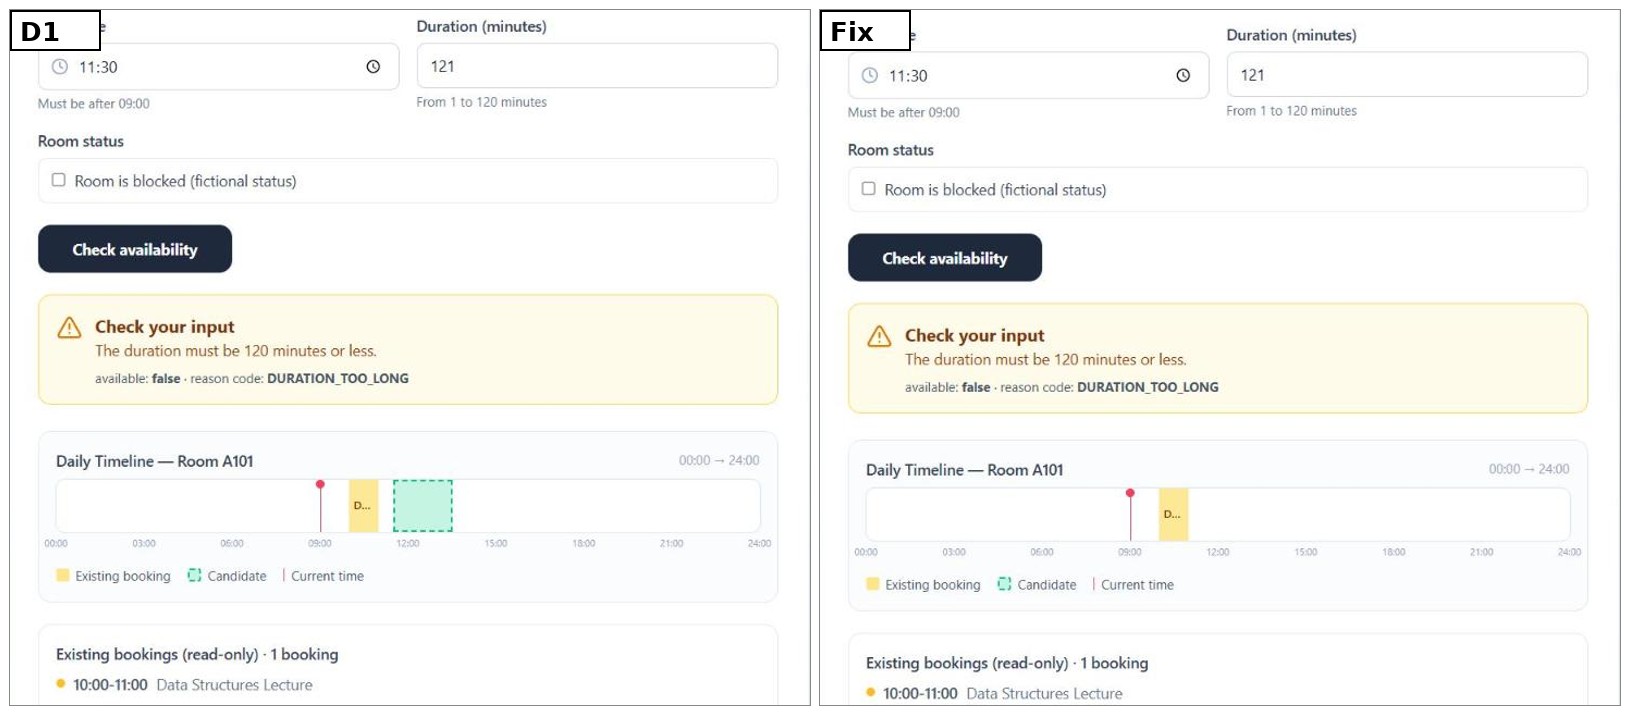 D1
e
Duration (minutes)
11:30
121
Must be after 09:00
From 1 to 120 minutes
Room status
Room is blocked (fictional status)
Check availability
Check your input
The duration must be 120 minutes or less.
available: false · reason code: DURATION_TOO_LONG
Daily Timeline — Room A101
00:00 → 24:00
D...
00:00 03:00 06:00 09:00 12:00 15:00 18:00 21:00 24:00
Existing booking Candidate Current time
Existing bookings (read-only) · 1 booking
10:00-11:00 Data Structures Lecture
Fix
e
Duration (minutes)
11:30
121
Must be after 09:00
From 1 to 120 minutes
Room status
Room is blocked (fictional status)
Check availability
Check your input
The duration must be 120 minutes or less.
available: false · reason code: DURATION_TOO_LONG
Daily Timeline — Room A101
00:00 → 24:00
D...
00:00 03:00 06:00 09:00 12:00 15:00 18:00 21:00 24:00
Existing booking Candidate Current time
Existing bookings (read-only) · 1 booking
10:00-11:00 Data Structures Lecture